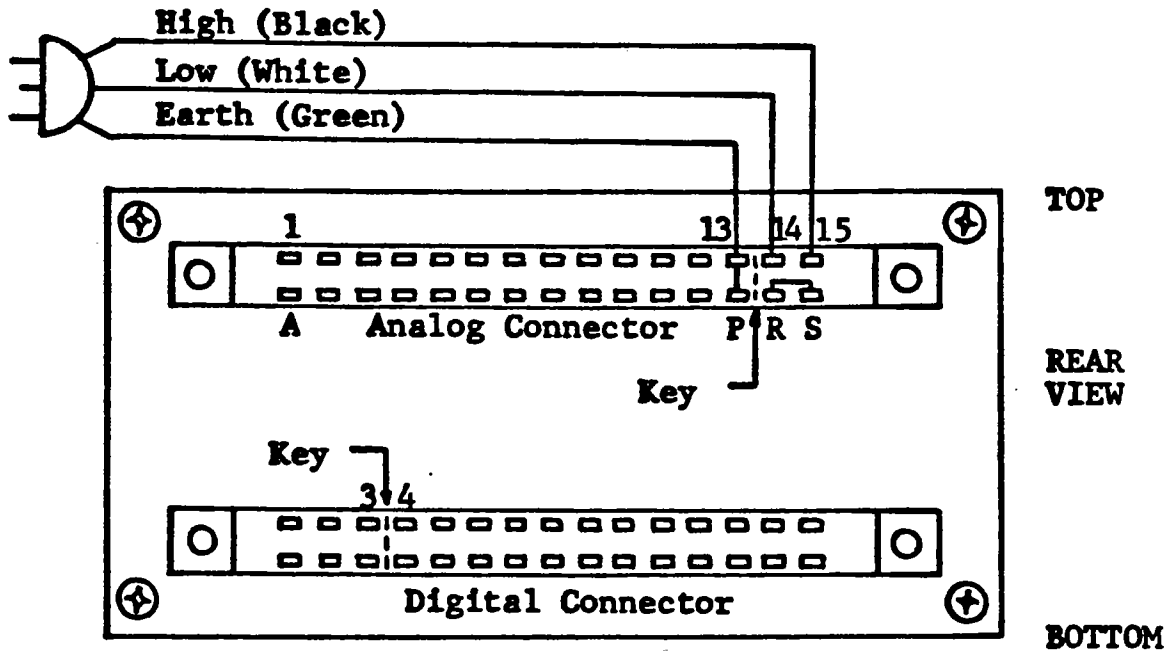 High (Black)
Low (White)
Earth (Green)
TOP
1 13 14 15
A Analog Connector P R S
REAR
VIEW
Key
Key
3 4
Digital Connector
BOTTOM